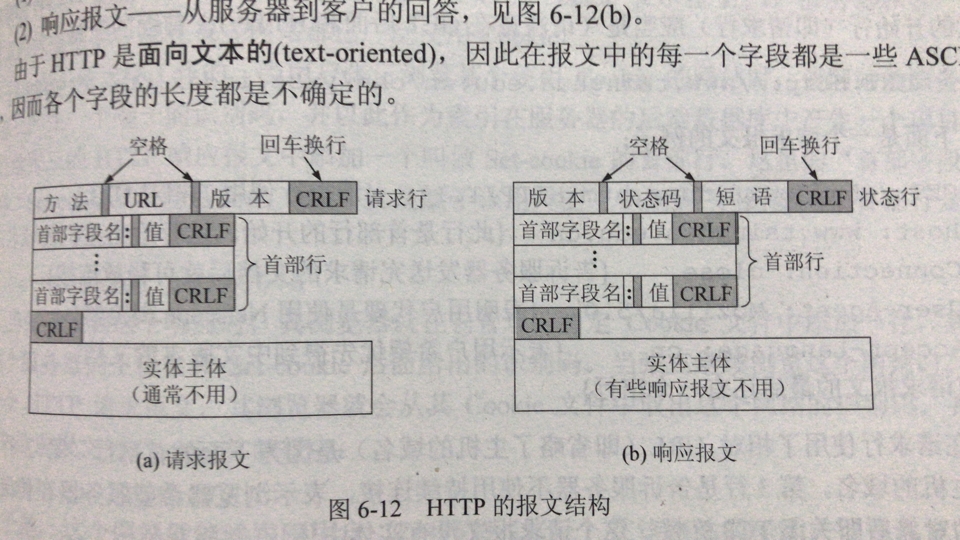 (2) 响应报文——从服务器到客户的回答，见图 6-12(b)。
由于 HTTP 是面向文本的(text-oriented)，因此在报文中的每一个字段都是一些 ASCI
，因而各个字段的长度都是不确定的。
空格 回车换行
方 法 URL 版 本 CRLF 请求行
首部字段名: 值 CRLF
⋮ 首部行
首部字段名: 值 CRLF
CRLF
实体主体
（通常不用）
(a) 请求报文
空格 回车换行
版 本 状态码 短 语 CRLF 状态行
首部字段名: 值 CRLF
⋮ 首部行
首部字段名: 值 CRLF
CRLF
实体主体
（有些响应报文不用）
(b) 响应报文
图 6-12 HTTP 的报文结构